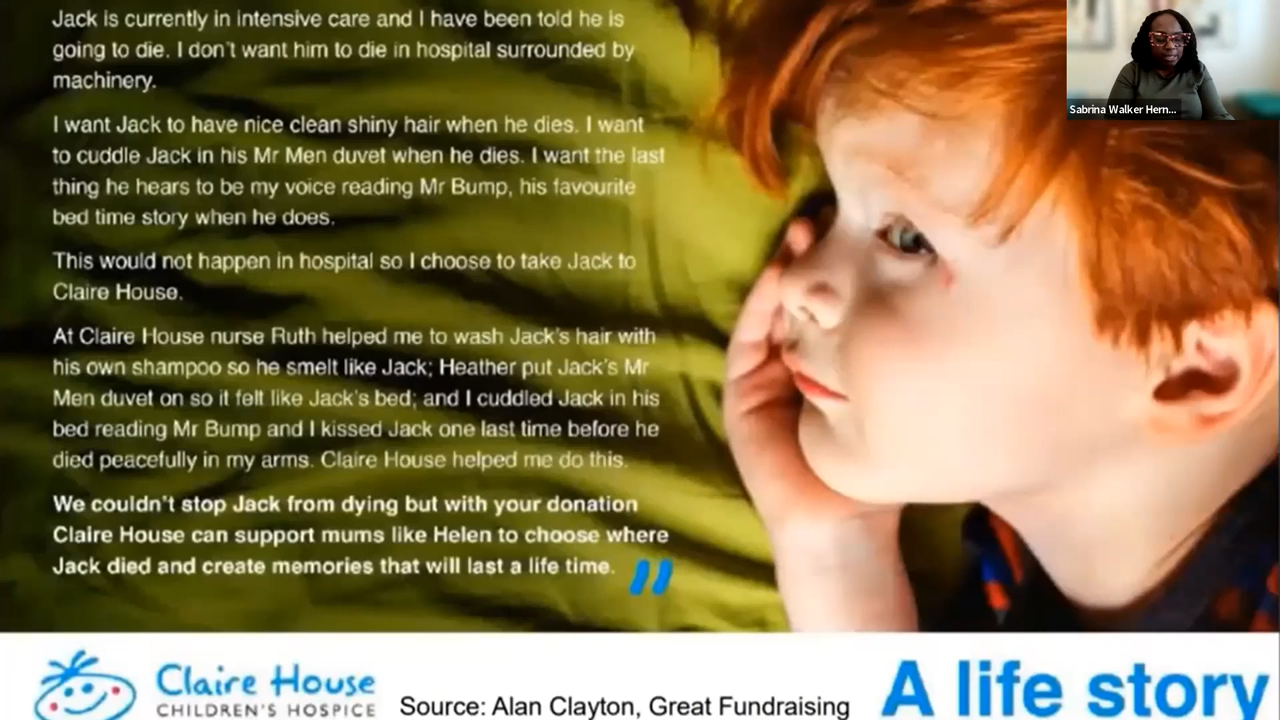 Jack is currently in intensive care and I have been told he is
going to die. I don't want him to die in hospital surrounded by
machinery.
I want Jack to have nice clean shiny hair when he dies. I want
to cuddle Jack in his Mr Men duvet when he dies. I want the last
thing he hears to be my voice reading Mr Bump, his favourite
bed time story when he does.
This would not happen in hospital so I choose to take Jack to
Claire House.
At Claire House nurse Ruth helped me to wash Jack's hair with
his own shampoo so he smelt like Jack; Heather put Jack's Mr
Men duvet on so it felt like Jack's bed; and I cuddled Jack in his
bed reading Mr Bump and I kissed Jack one last time before he
died peacefully in my arms. Claire House helped me do this.
We couldn't stop Jack from dying but with your donation
Claire House can support mums like Helen to choose where
Jack died and create memories that will last a life time. "
Claire House
CHILDREN'S HOSPICE
Source: Alan Clayton, Great Fundraising
A life story
Sabrina Walker Hern...